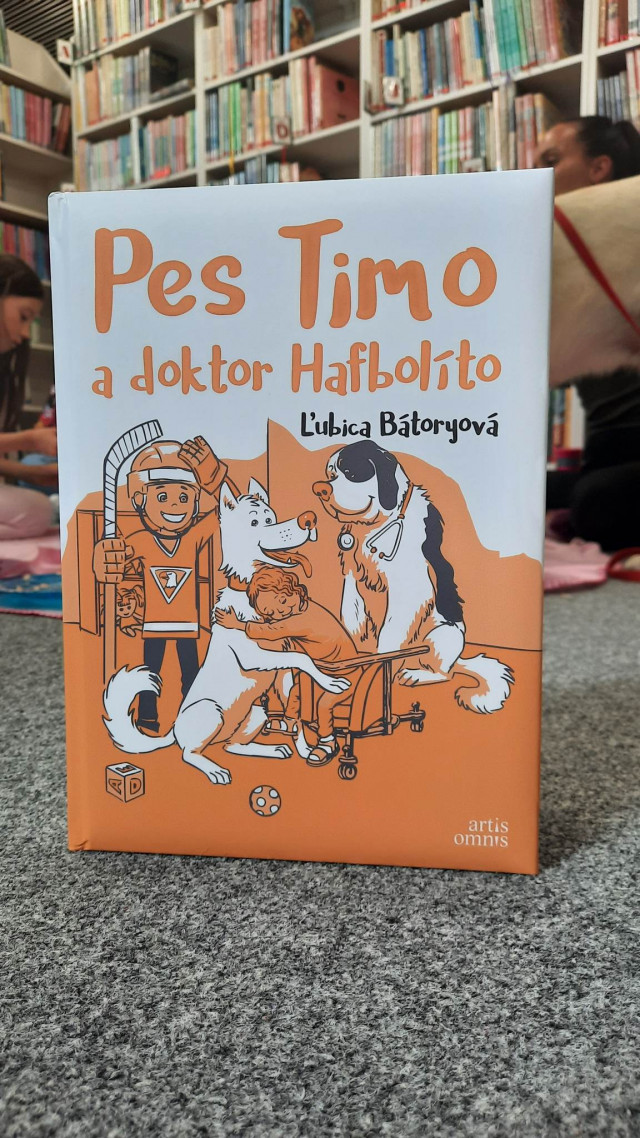 Pes Timo
a doktor Hafbolíto
Ľubica Bátoryová
artis
omnis